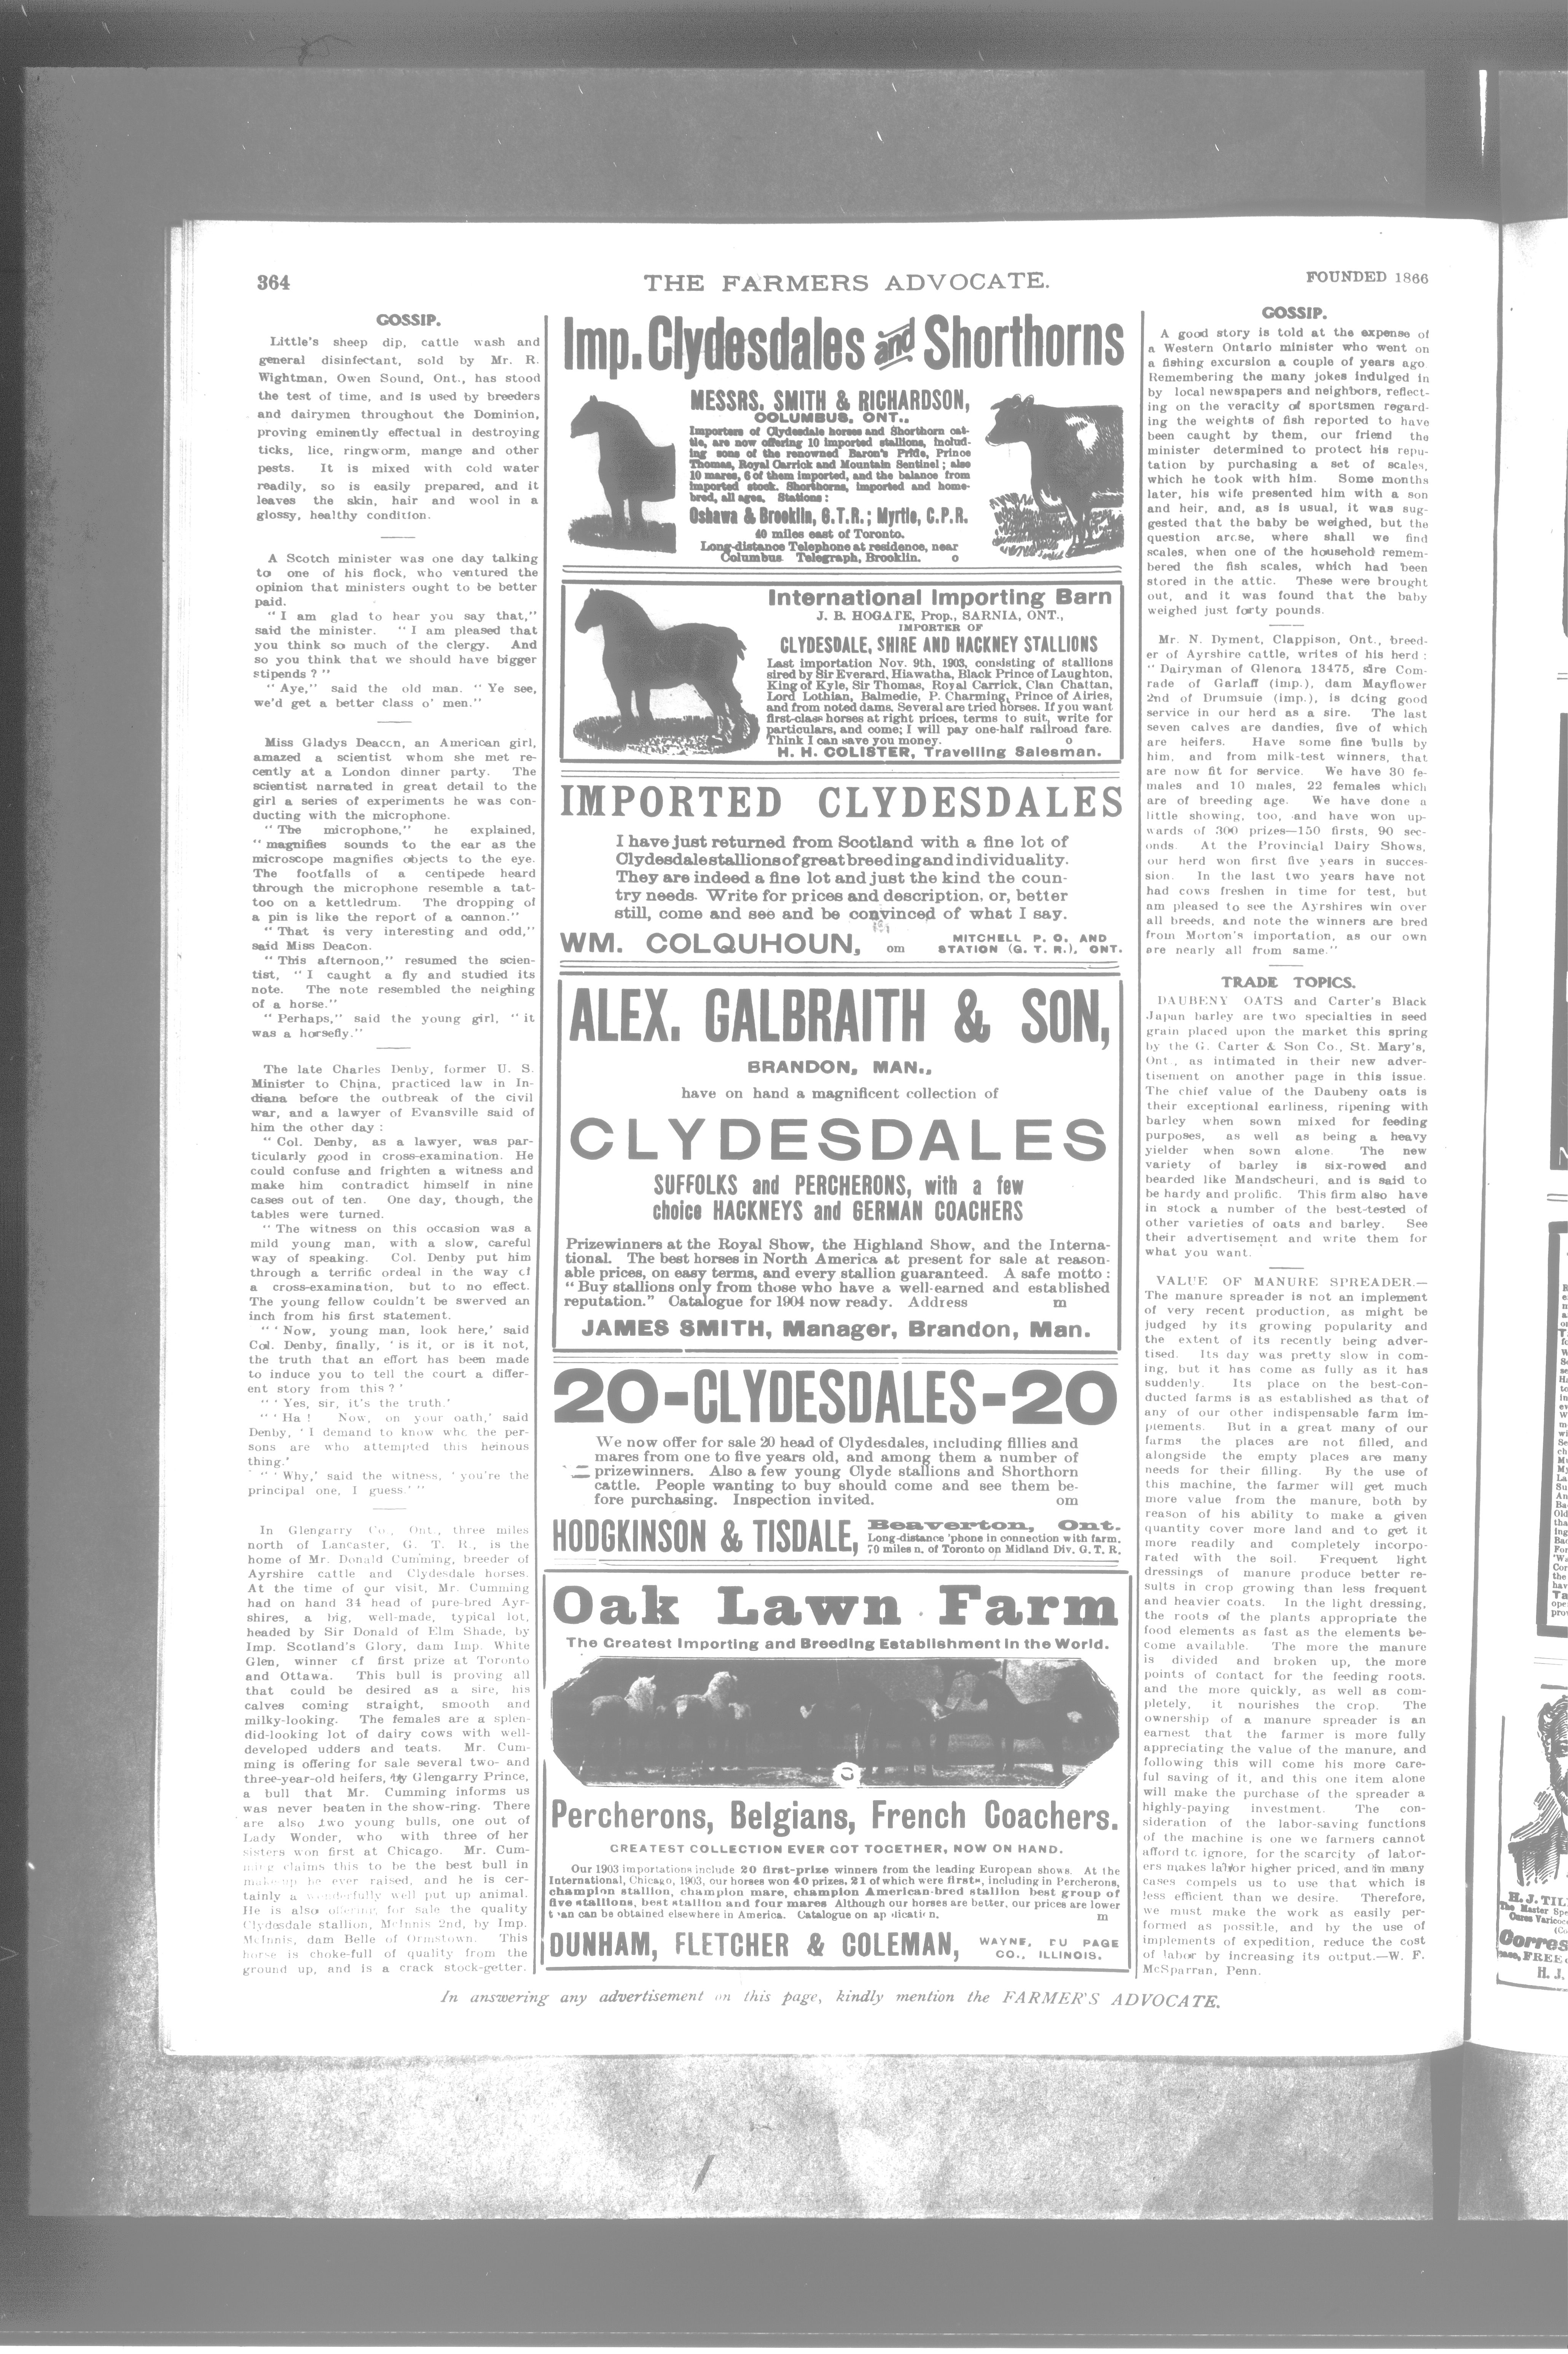 364
THE FARMERS ADVOCATE.
FOUNDED 1866
GOSSIP.
Little's sheep dip, cattle wash and
general disinfectant, sold by Mr. R.
Wightman, Owen Sound, Ont., has stood
the test of time, and is used by breeders
and dairymen throughout the Dominion,
proving eminently effectual in destroying
ticks, lice, ringworm, mange and other
pests. It is mixed with cold water
readily, so is easily prepared, and it
leaves the skin, hair and wool in a
glossy, healthy condition.
A Scotch minister was one day talking
to one of his flock, who ventured the
opinion that ministers ought to be better
paid.
"I am glad to hear you say that,"
said the minister. "I am pleased that
you think so much of the clergy. And
so you think that we should have bigger
stipends ?"
"Aye," said the old man. "Ye see,
we'd get a better class o' men."
Miss Gladys Deacon, an American girl,
amazed a scientist whom she met re-
cently at a London dinner party. The
scientist narrated in great detail to the
girl a series of experiments he was con-
ducting with the microphone.
"The microphone," he explained,
"magnifies sounds to the ear as the
microscope magnifies objects to the eye.
The footfalls of a centipede heard
through the microphone resemble a tat-
too on a kettledrum. The dropping of
a pin is like the report of a cannon."
"That is very interesting and odd,"
said Miss Deacon.
"This afternoon," resumed the scien-
tist, "I caught a fly and studied its
note. The note resembled the neighing
of a horse."
"Perhaps," said the young girl, "it
was a horsefly."
The late Charles Denby, former U. S.
Minister to China, practiced law in In-
diana before the outbreak of the civil
war, and a lawyer of Evansville said of
him the other day :
"Col. Denby, as a lawyer, was par-
ticularly good in cross-examination. He
could confuse and frighten a witness and
make him contradict himself in nine
cases out of ten. One day, though, the
tables were turned.
"The witness on this occasion was a
mild young man, with a slow, careful
way of speaking. Col. Denby put him
through a terrific ordeal in the way of
a cross-examination, but to no effect.
The young fellow couldn't be swerved an
inch from his first statement.
"'Now, young man, look here,' said
Col. Denby, finally, 'is it, or is it not,
the truth that an effort has been made
to induce you to tell the court a differ-
ent story from this ?'
"'Yes, sir, it's the truth.'
"'Ha ! Now, on your oath,' said
Denby, 'I demand to know who the per-
sons are who attempted this heinous
thing.'
"'Why,' said the witness, 'you're the
principal one, I guess.'"
In Glengarry Co., Ont., three miles
north of Lancaster, G. T. R., is the
home of Mr. Donald Cumming, breeder of
Ayrshire cattle and Clydesdale horses.
At the time of our visit, Mr. Cumming
had on hand 34 head of pure-bred Ayr-
shires, a big, well-made, typical lot,
headed by Sir Donald of Elm Shade, by
Imp. Scotland's Glory, dam Imp. White
Glen, winner of first prize at Toronto
and Ottawa. This bull is proving all
that could be desired as a sire, his
calves coming straight, smooth and
milky-looking. The females are a splen-
did-looking lot of dairy cows with well-
developed udders and teats. Mr. Cum-
ming is offering for sale several two- and
three-year-old heifers, by Glengarry Prince,
a bull that Mr. Cumming informs us
was never beaten in the show-ring. There
are also two young bulls, one out of
Lady Wonder, who with three of her
sisters won first at Chicago. Mr. Cum-
ming claims this to be the best bull in
make-up he ever raised, and he is cer-
tainly a wonderfully well put up animal.
He is also offering for sale the quality
Clydesdale stallion, McInnis 2nd, by Imp.
McInnis, dam Belle of Ormstown. This
horse is choke-full of quality from the
ground up, and is a crack stock-getter.
Imp. Clydesdales and Shorthorns
MESSRS. SMITH & RICHARDSON,
COLUMBUS, ONT.,
Importers of Clydesdale horses and Shorthorn cat-
tle, are now offering 10 imported stallions, includ-
ing sons of the renowned Baron's Pride, Prince
Thomas, Royal Carrick and Mountain Sentinel ; also
10 mares, 6 of them imported, and the balance from
imported stock. Shorthorns, imported and home-
bred, all ages. Stations :
Oshawa & Brooklin, G.T.R.; Myrtle, C.P.R.
40 miles east of Toronto.
Long-distance Telephone at residence, near
Columbus Telegraph, Brooklin. o
International Importing Barn
J. B. HOGATE, Prop., SARNIA, ONT.,
IMPORTER OF
CLYDESDALE, SHIRE AND HACKNEY STALLIONS
Last importation Nov. 9th, 1903, consisting of stallions
sired by Sir Everard, Hiawatha, Black Prince of Laughton,
King of Kyle, Sir Thomas, Royal Carrick, Clan Chattan,
Lord Lothian, Balmedie, P. Charming, Prince of Airies,
and from noted dams. Several are tried horses. If you want
first-class horses at right prices, terms to suit, write for
particulars, and come; I will pay one-half railroad fare.
Think I can save you money. o
H. H. COLISTER, Travelling Salesman.
IMPORTED CLYDESDALES
I have just returned from Scotland with a fine lot of
Clydesdale stallions of great breeding and individuality.
They are indeed a fine lot and just the kind the coun-
try needs. Write for prices and description, or, better
still, come and see and be convinced of what I say.
WM. COLQUHOUN, om MITCHELL P. O. AND
STATION (G. T. R.), ONT.
ALEX. GALBRAITH & SON,
BRANDON, MAN.,
have on hand a magnificent collection of
CLYDESDALES
SUFFOLKS and PERCHERONS, with a few
choice HACKNEYS and GERMAN COACHERS
Prizewinners at the Royal Show, the Highland Show, and the Interna-
tional. The best horses in North America at present for sale at reason-
able prices, on easy terms, and every stallion guaranteed. A safe motto :
"Buy stallions only from those who have a well-earned and established
reputation." Catalogue for 1904 now ready. Address m
JAMES SMITH, Manager, Brandon, Man.
20-CLYDESDALES-20
We now offer for sale 20 head of Clydesdales, including fillies and
mares from one to five years old, and among them a number of
prizewinners. Also a few young Clyde stallions and Shorthorn
cattle. People wanting to buy should come and see them be-
fore purchasing. Inspection invited. om
HODGKINSON & TISDALE, Beaverton, Ont.
Long-distance 'phone in connection with farm.
70 miles n. of Toronto on Midland Div. G. T. R.
Oak Lawn Farm
The Greatest Importing and Breeding Establishment in the World.
Percherons, Belgians, French Coachers.
GREATEST COLLECTION EVER GOT TOGETHER, NOW ON HAND.
Our 1903 importations include 20 first-prize winners from the leading European shows. At the
International, Chicago, 1903, our horses won 40 prizes, 21 of which were firsts, including in Percherons,
champion stallion, champion mare, champion American-bred stallion best group of
five stallions, best stallion and four mares Although our horses are better, our prices are lower
than can be obtained elsewhere in America. Catalogue on application. m
DUNHAM, FLETCHER & COLEMAN, WAYNE, DU PAGE
CO., ILLINOIS.
GOSSIP.
A good story is told at the expense of
a Western Ontario minister who went on
a fishing excursion a couple of years ago
Remembering the many jokes indulged in
by local newspapers and neighbors, reflect-
ing on the veracity of sportsmen regard-
ing the weights of fish reported to have
been caught by them, our friend the
minister determined to protect his repu-
tation by purchasing a set of scales,
which he took with him. Some months
later, his wife presented him with a son
and heir, and, as is usual, it was sug-
gested that the baby be weighed, but the
question arose, where shall we find
scales, when one of the household remem-
bered the fish scales, which had been
stored in the attic. These were brought
out, and it was found that the baby
weighed just forty pounds.
Mr. N. Dyment, Clappison, Ont., breed-
er of Ayrshire cattle, writes of his herd :
"Dairyman of Glenora 13475, sire Com-
rade of Garlaff (imp.), dam Mayflower
2nd of Drumsuie (imp.), is doing good
service in our herd as a sire. The last
seven calves are dandies, five of which
are heifers. Have some fine bulls by
him, and from milk-test winners, that
are now fit for service. We have 30 fe-
males and 10 males, 22 females which
are of breeding age. We have done a
little showing, too, and have won up-
wards of 300 prizes—150 firsts, 90 sec-
onds. At the Provincial Dairy Shows,
our herd won first five years in succes-
sion. In the last two years have not
had cows freshen in time for test, but
am pleased to see the Ayrshires win over
all breeds, and note the winners are bred
from Morton's importation, as our own
are nearly all from same."
TRADE TOPICS.
DAUBENY OATS and Carter's Black
Japan barley are two specialties in seed
grain placed upon the market this spring
by the G. Carter & Son Co., St. Mary's,
Ont., as intimated in their new adver-
tisement on another page in this issue.
The chief value of the Daubeny oats is
their exceptional earliness, ripening with
barley when sown mixed for feeding
purposes, as well as being a heavy
yielder when sown alone. The new
variety of barley is six-rowed and
bearded like Mandscheuri, and is said to
be hardy and prolific. This firm also have
in stock a number of the best-tested of
other varieties of oats and barley. See
their advertisement and write them for
what you want.
VALUE OF MANURE SPREADER.—
The manure spreader is not an implement
of very recent production, as might be
judged by its growing popularity and
the extent of its recently being adver-
tised. Its day was pretty slow in com-
ing, but it has come as fully as it has
suddenly. Its place on the best-con-
ducted farms is as established as that of
any of our other indispensable farm im-
plements. But in a great many of our
farms the places are not filled, and
alongside the empty places are many
needs for their filling. By the use of
this machine, the farmer will get much
more value from the manure, both by
reason of his ability to make a given
quantity cover more land and to get it
more readily and completely incorpo-
rated with the soil. Frequent light
dressings of manure produce better re-
sults in crop growing than less frequent
and heavier coats. In the light dressing,
the roots of the plants appropriate the
food elements as fast as the elements be-
come available. The more the manure
is divided and broken up, the more
points of contact for the feeding roots.
and the more quickly, as well as com-
pletely, it nourishes the crop. The
ownership of a manure spreader is an
earnest that the farmer is more fully
appreciating the value of the manure, and
following this will come his more care-
ful saving of it, and this one item alone
will make the purchase of the spreader a
highly-paying investment. The con-
sideration of the labor-saving functions
of the machine is one we farmers cannot
afford to ignore, for the scarcity of labor-
ers makes labor higher priced, and in many
cases compels us to use that which is
less efficient than we desire. Therefore,
we must make the work as easily per-
formed as possible, and by the use of
implements of expedition, reduce the cost
of labor by increasing its output.—W. F.
McSparran, Penn.
In answering any advertisement on this page, kindly mention the FARMER'S ADVOCATE.
H. J. TIL
The Master Spe
Cures Varicoc
Corres
FREE
H. J.